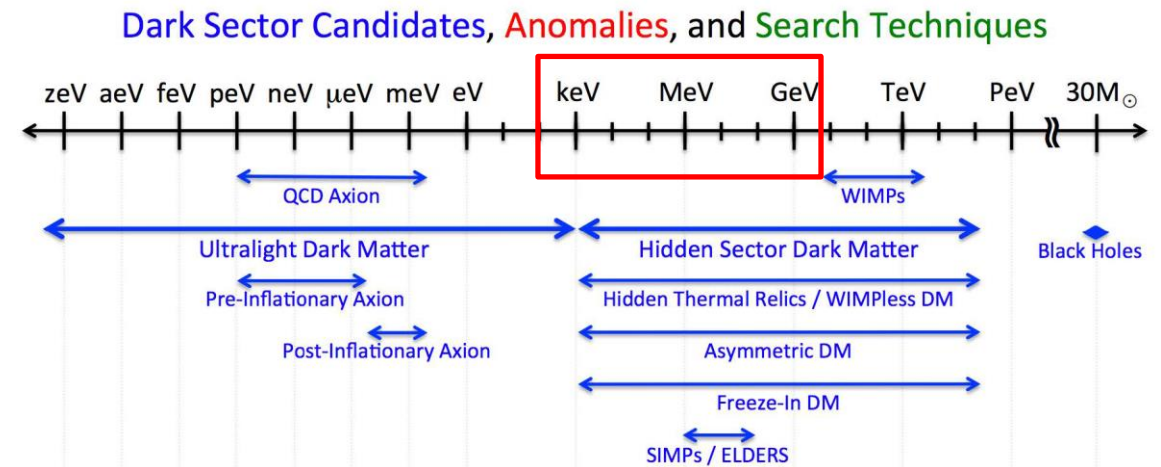 Dark Sector Candidates, Anomalies, and Search Techniques
zeV aeV feV peV neV μeV meV eV keV MeV GeV TeV PeV 30M☉
QCD Axion WIMPs
Ultralight Dark Matter Hidden Sector Dark Matter Black Holes
Pre-Inflationary Axion Hidden Thermal Relics / WIMPless DM
Post-Inflationary Axion Asymmetric DM
Freeze-In DM
SIMPs / ELDERS